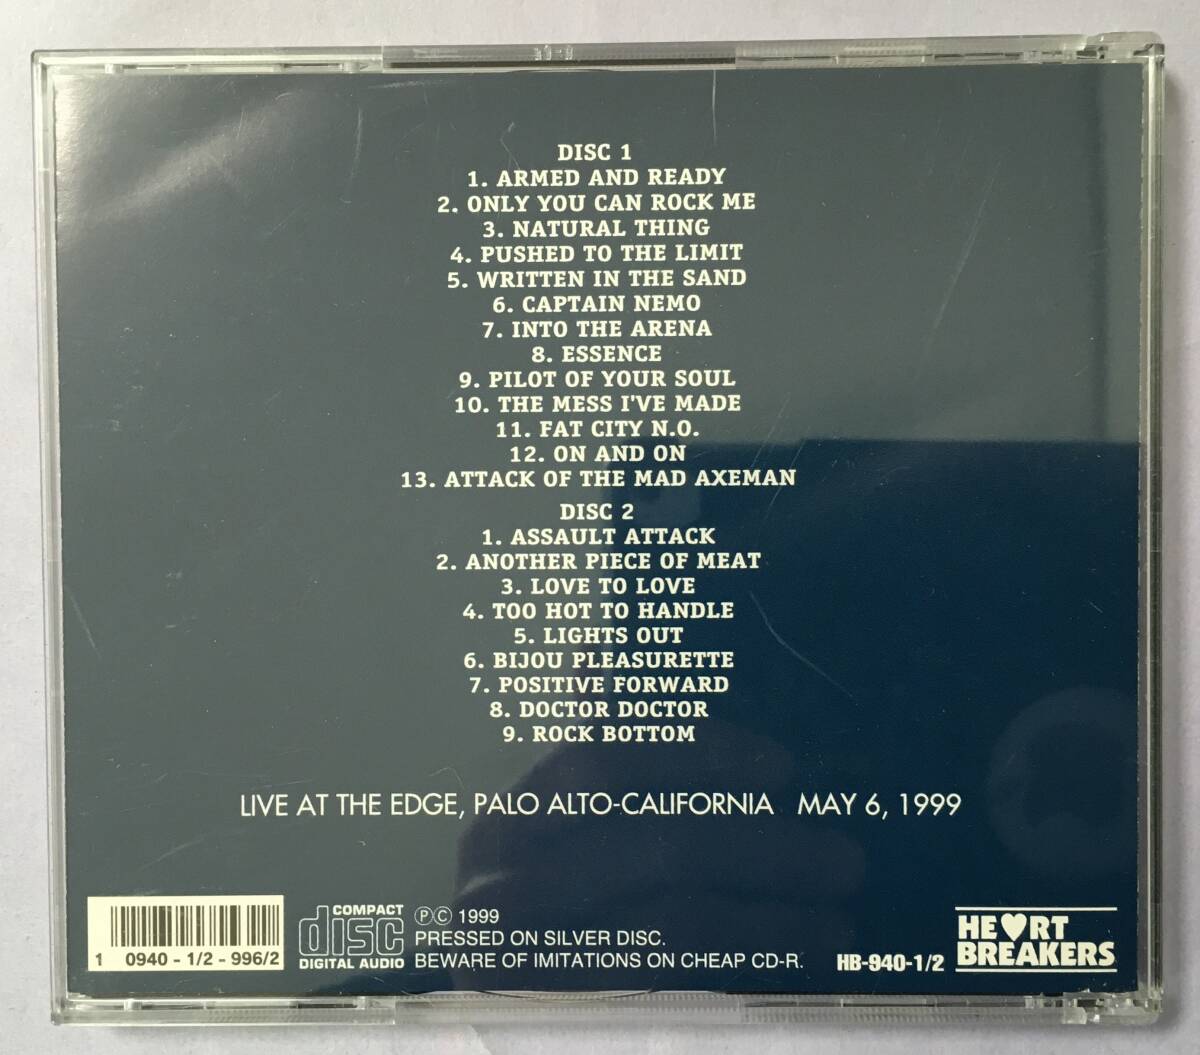 DISC 1
1. ARMED AND READY
2. ONLY YOU CAN ROCK ME
3. NATURAL THING
4. PUSHED TO THE LIMIT
5. WRITTEN IN THE SAND
6. CAPTAIN NEMO
7. INTO THE ARENA
8. ESSENCE
9. PILOT OF YOUR SOUL
10. THE MESS I'VE MADE
11. FAT CITY N.O.
12. ON AND ON
13. ATTACK OF THE MAD AXEMAN
DISC 2
1. ASSAULT ATTACK
2. ANOTHER PIECE OF MEAT
3. LOVE TO LOVE
4. TOO HOT TO HANDLE
5. LIGHTS OUT
6. BIJOU PLEASURETTE
7. POSITIVE FORWARD
8. DOCTOR DOCTOR
9. ROCK BOTTOM
LIVE AT THE EDGE, PALO ALTO-CALIFORNIA MAY 6, 1999
1 0940 - 1/2 - 996/2
COMPACT
disc
DIGITAL AUDIO
ⓅⒸ 1999
PRESSED ON SILVER DISC.
BEWARE OF IMITATIONS ON CHEAP CD-R.
HB-940-1/2
HE♥RT
BREAKERS